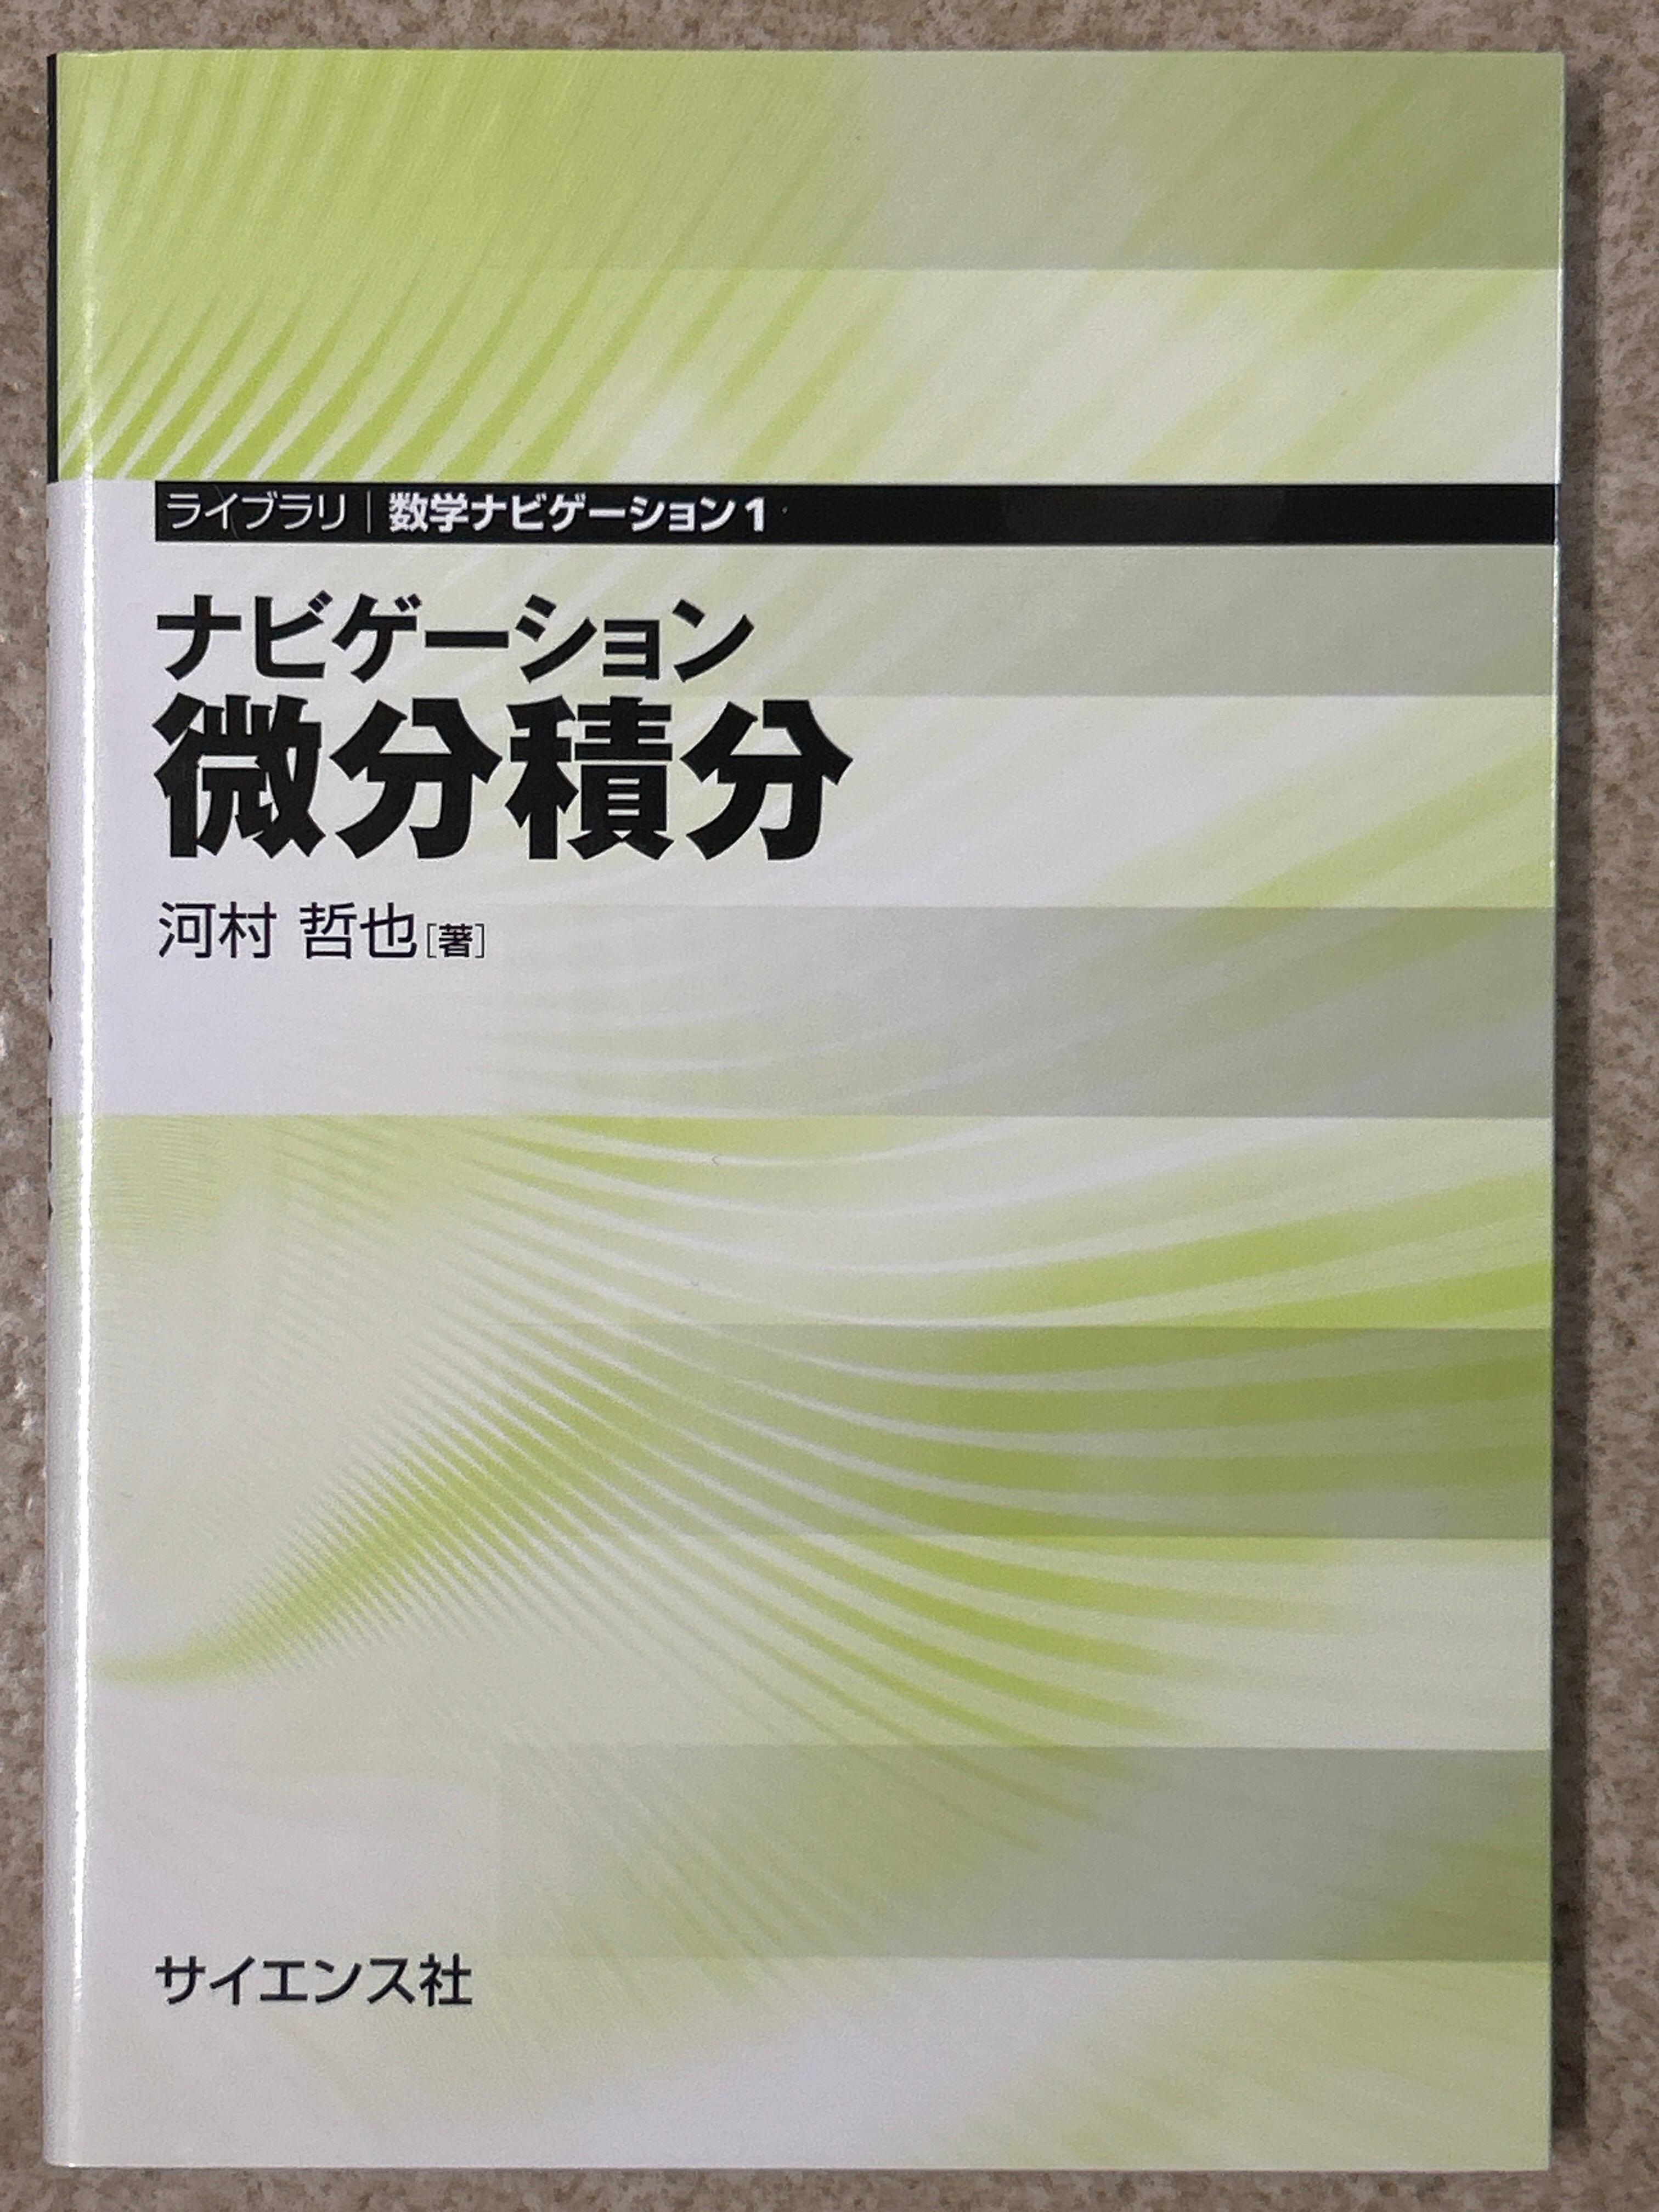 ライブラリ｜数学ナビゲーション1
ナビゲーション
微分積分
河村 哲也[著]
サイエンス社